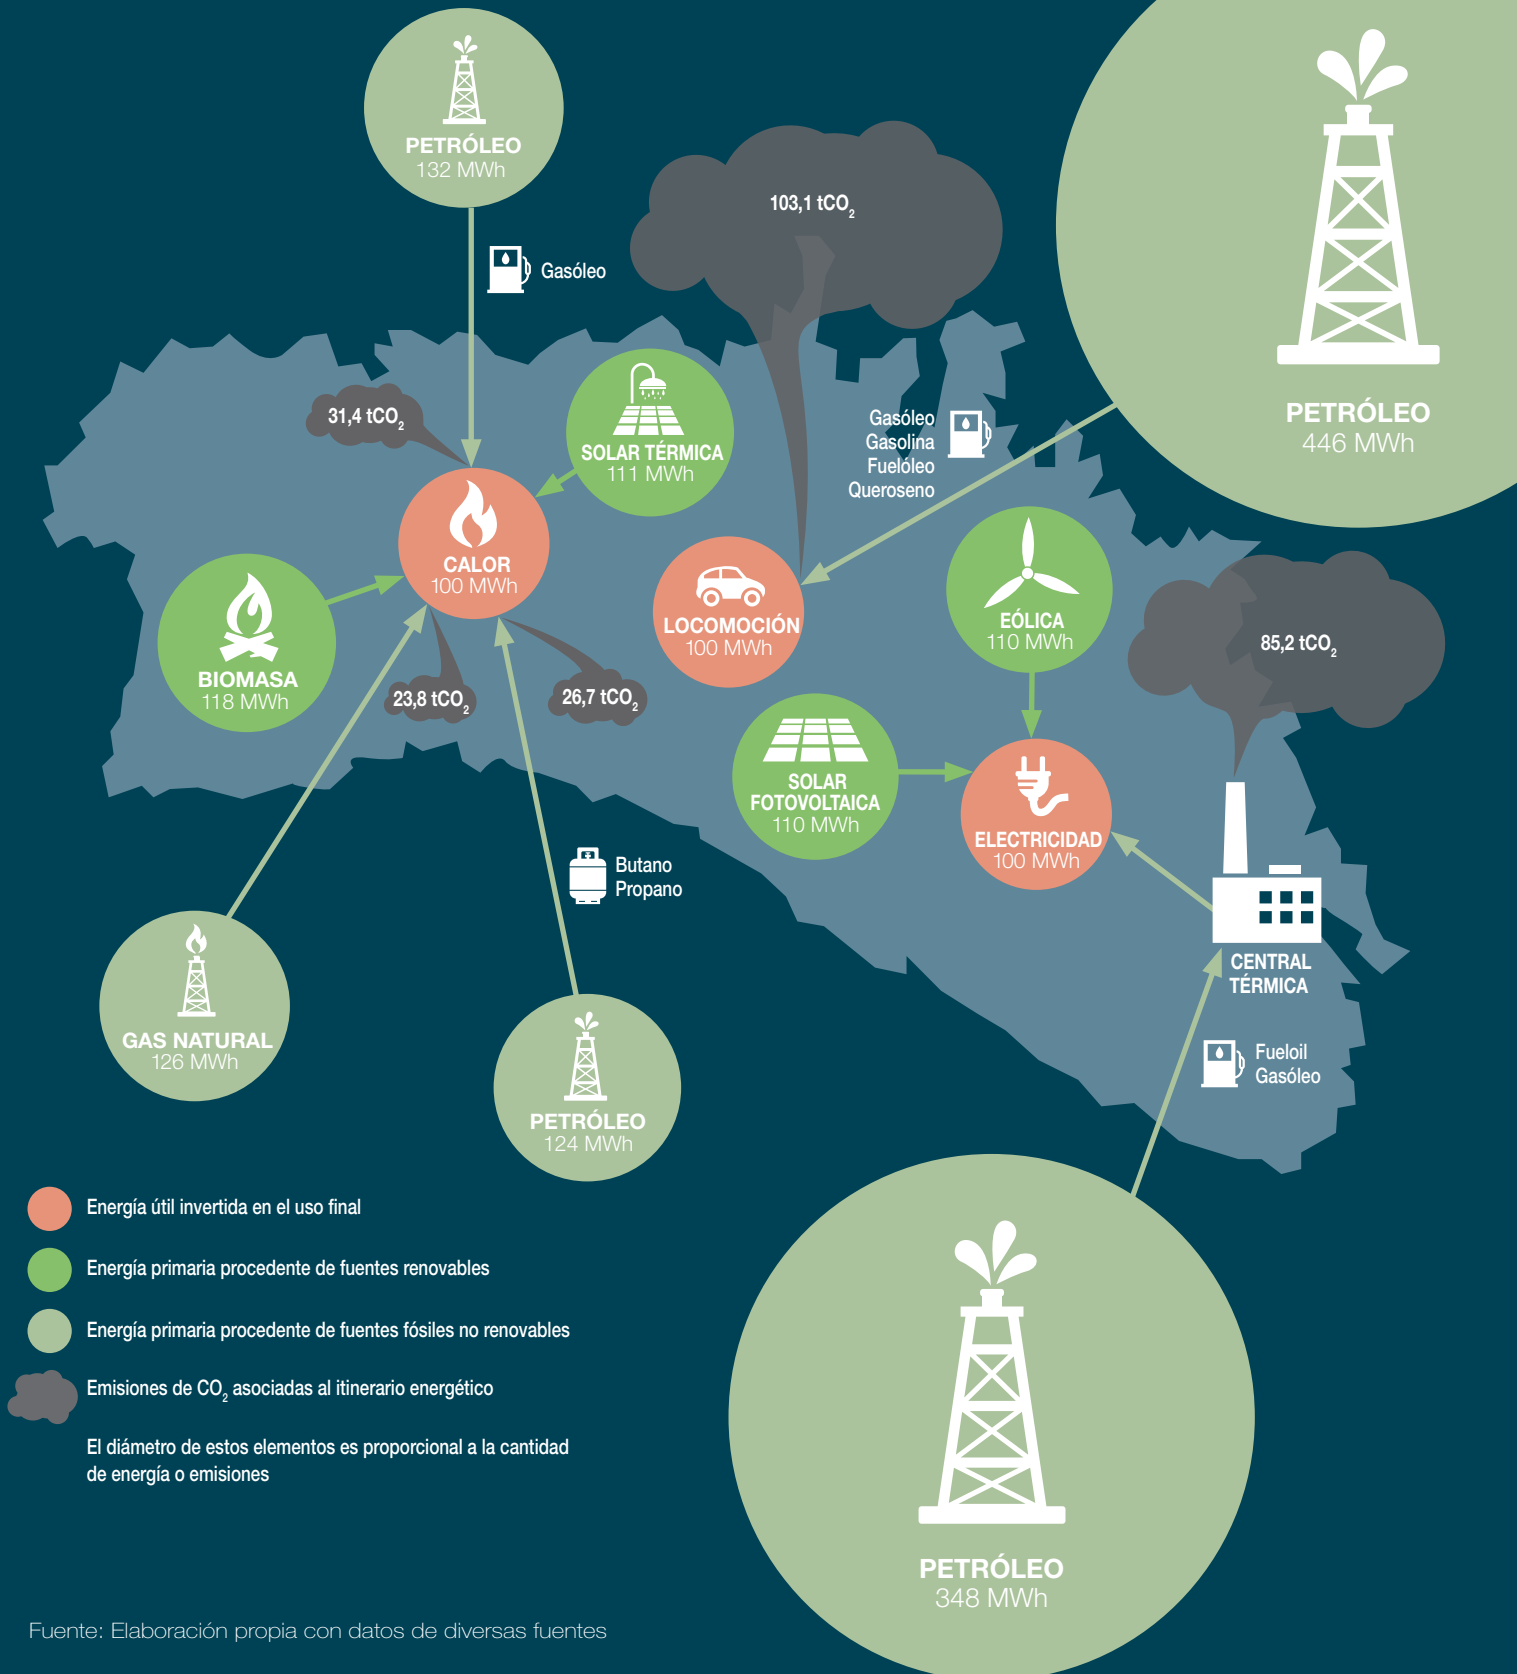 PETRÓLEO
132 MWh
Gasóleo
103,1 tCO₂
PETRÓLEO
446 MWh
31,4 tCO₂
SOLAR TÉRMICA
111 MWh
Gasóleo
Gasolina
Fuelóleo
Queroseno
CALOR
100 MWh
LOCOMOCIÓN
100 MWh
EÓLICA
110 MWh
85,2 tCO₂
BIOMASA
118 MWh
23,8 tCO₂
26,7 tCO₂
SOLAR
FOTOVOLTAICA
110 MWh
ELECTRICIDAD
100 MWh
Butano
Propano
CENTRAL
TÉRMICA
GAS NATURAL
126 MWh
Fueloil
Gasóleo
PETRÓLEO
124 MWh
Energía útil invertida en el uso final
Energía primaria procedente de fuentes renovables
Energía primaria procedente de fuentes fósiles no renovables
Emisiones de CO₂ asociadas al itinerario energético
El diámetro de estos elementos es proporcional a la cantidad
de energía o emisiones
PETRÓLEO
348 MWh
Fuente: Elaboración propia con datos de diversas fuentes